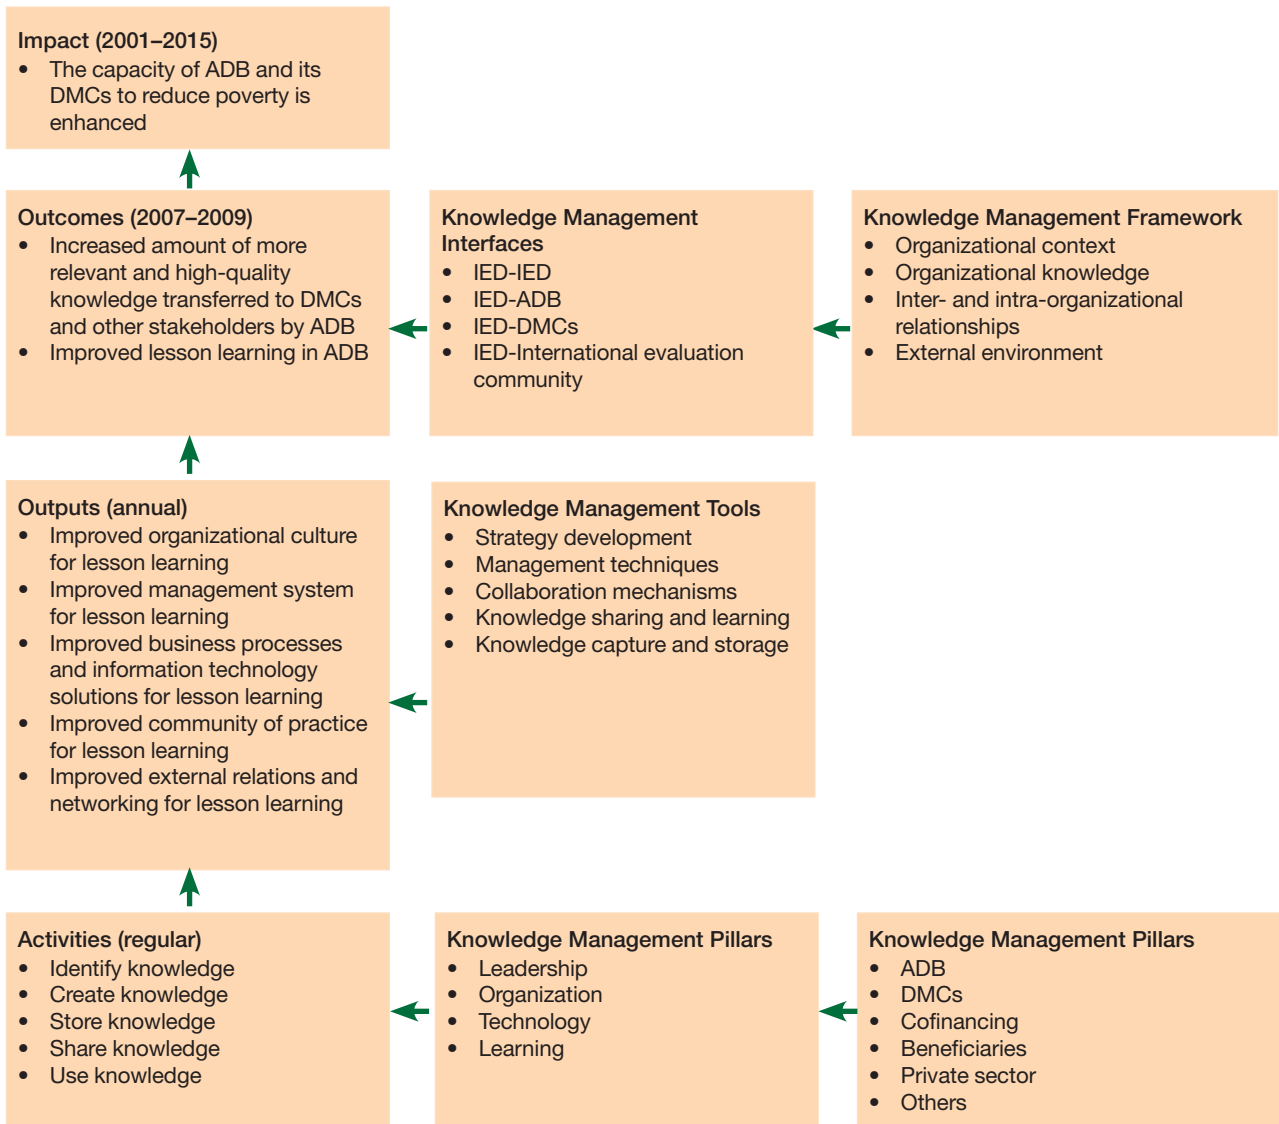 Impact (2001–2015)
• The capacity of ADB and its
DMCs to reduce poverty is
enhanced
Outcomes (2007–2009)
• Increased amount of more
relevant and high-quality
knowledge transferred to DMCs
and other stakeholders by ADB
• Improved lesson learning in ADB
Knowledge Management
Interfaces
• IED-IED
• IED-ADB
• IED-DMCs
• IED-International evaluation
community
Knowledge Management Framework
• Organizational context
• Organizational knowledge
• Inter- and intra-organizational
relationships
• External environment
Outputs (annual)
• Improved organizational culture
for lesson learning
• Improved management system
for lesson learning
• Improved business processes
and information technology
solutions for lesson learning
• Improved community of practice
for lesson learning
• Improved external relations and
networking for lesson learning
Knowledge Management Tools
• Strategy development
• Management techniques
• Collaboration mechanisms
• Knowledge sharing and learning
• Knowledge capture and storage
Activities (regular)
• Identify knowledge
• Create knowledge
• Store knowledge
• Share knowledge
• Use knowledge
Knowledge Management Pillars
• Leadership
• Organization
• Technology
• Learning
Knowledge Management Pillars
• ADB
• DMCs
• Cofinancing
• Beneficiaries
• Private sector
• Others